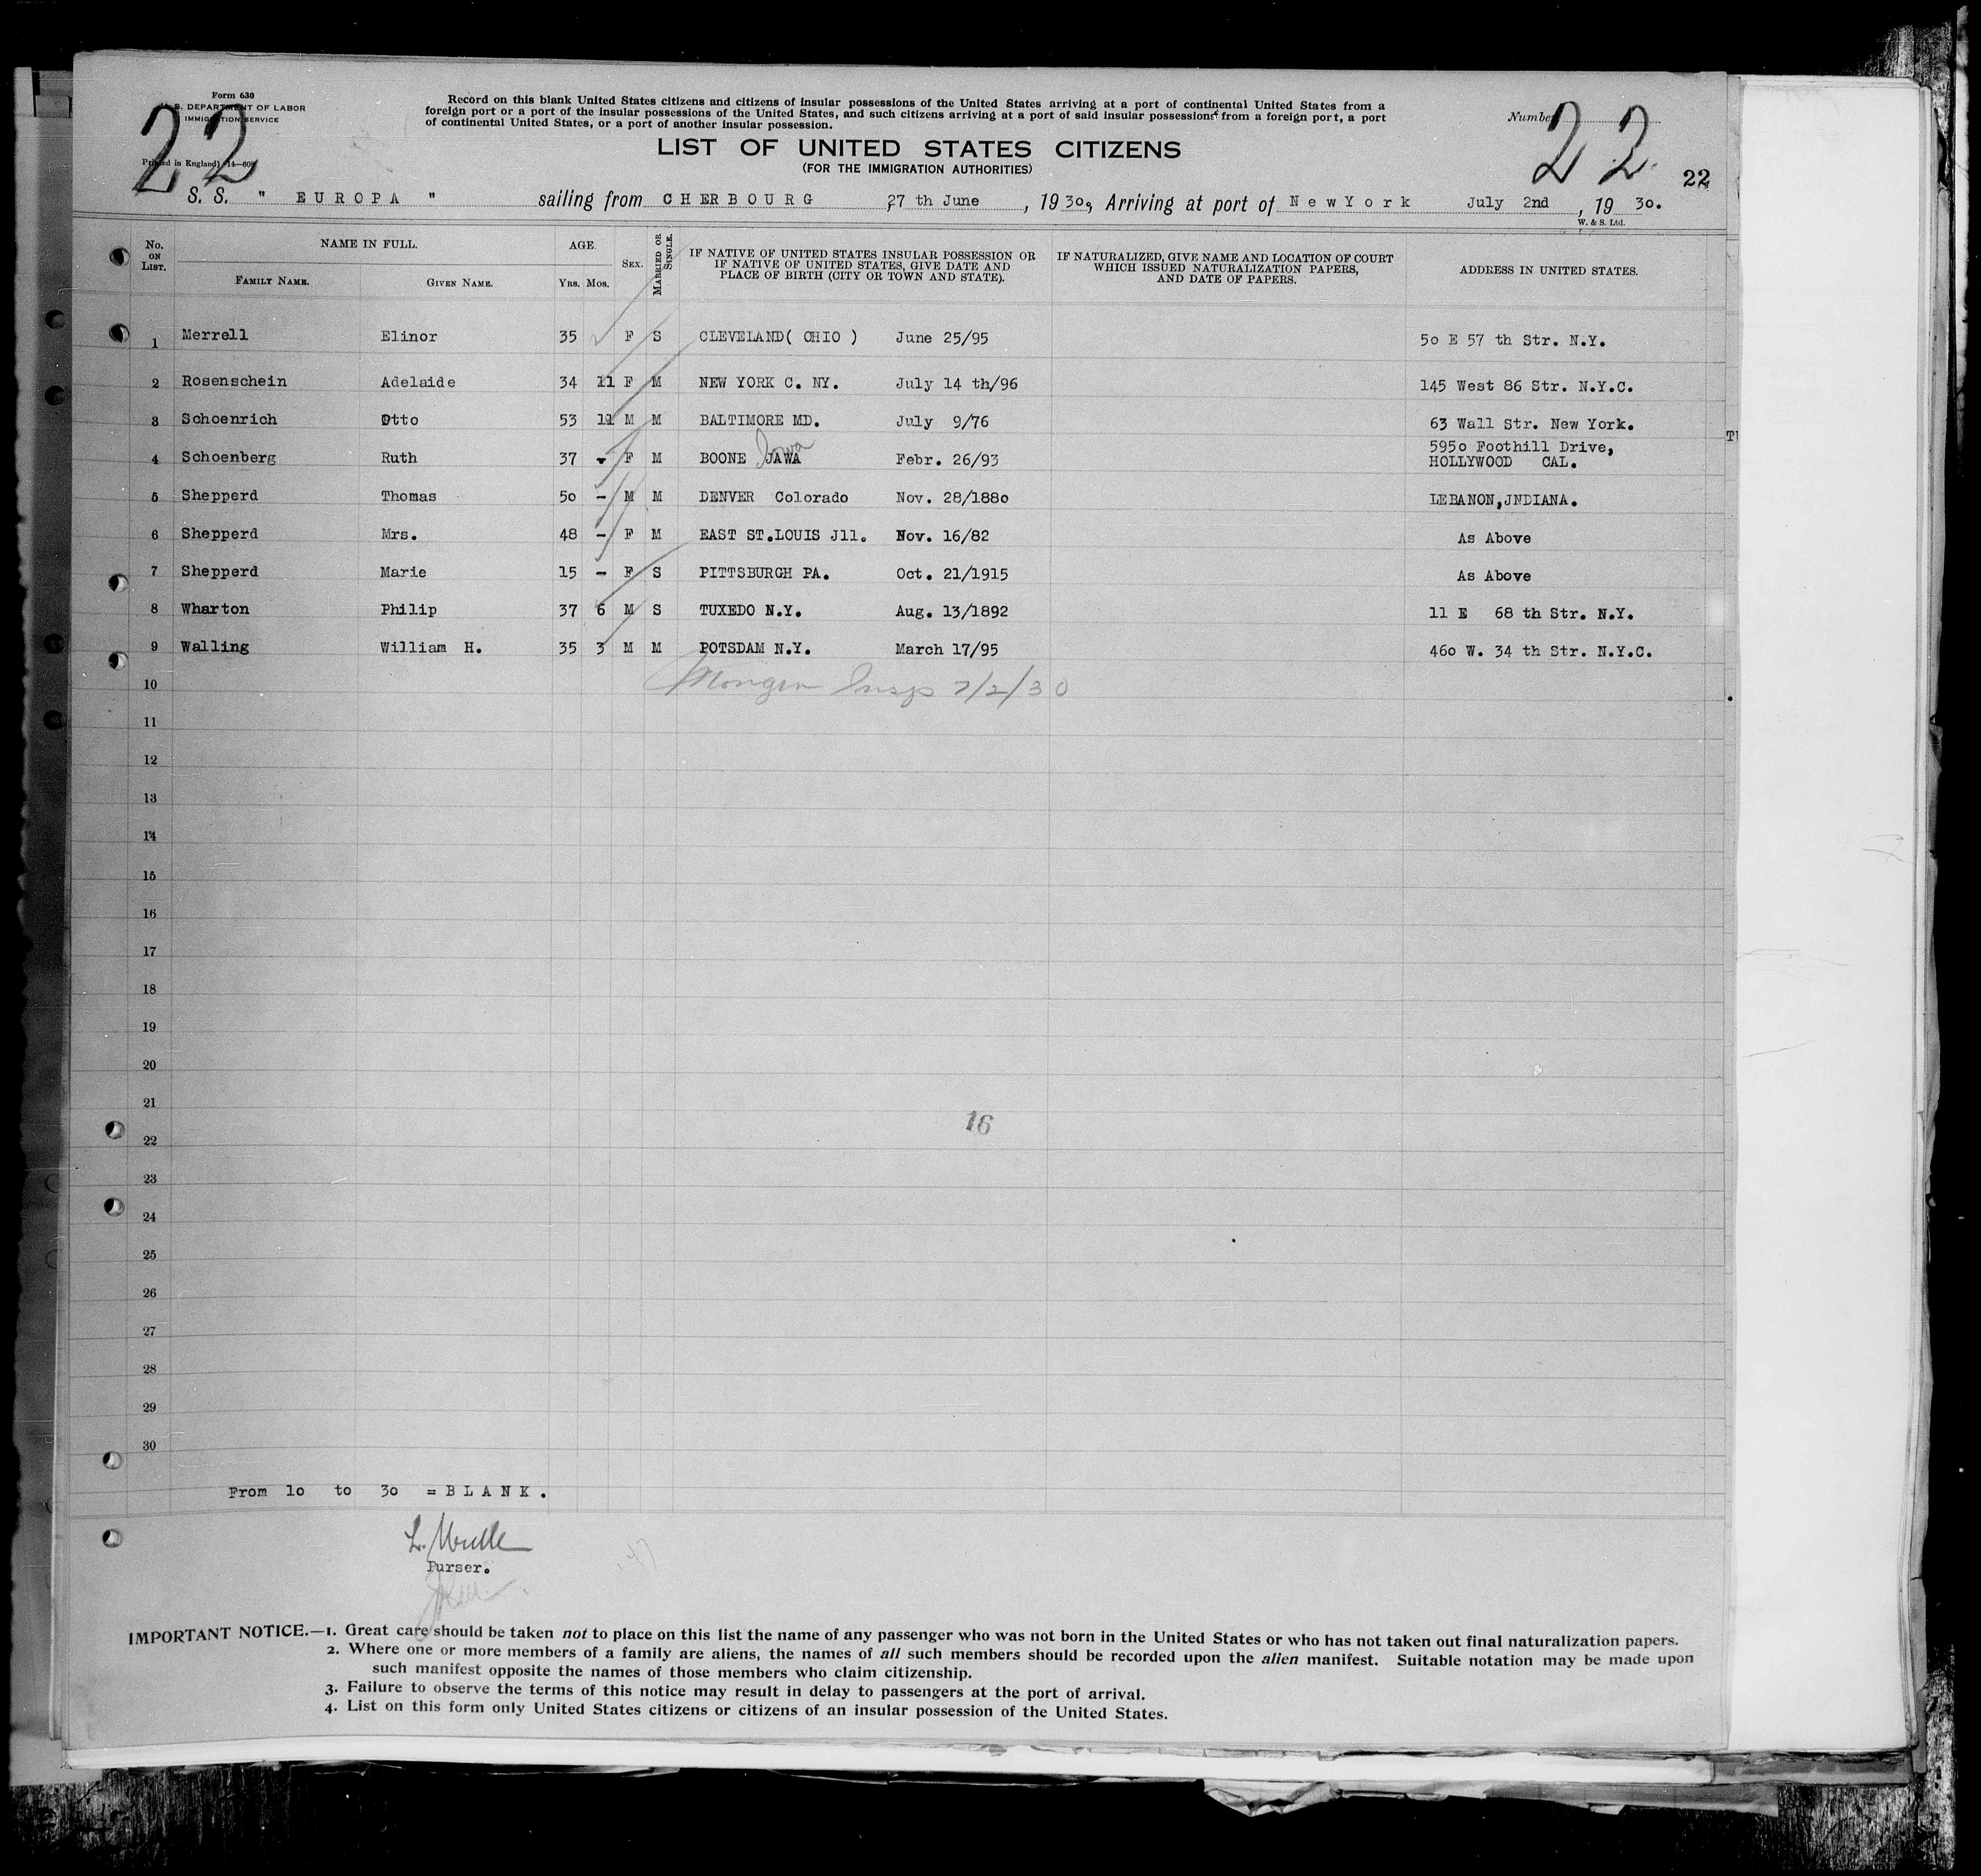 Form 630
U. S. DEPARTMENT OF LABOR
IMMIGRATION SERVICE
22
Printed in England) 14—609
Record on this blank United States citizens and citizens of insular possessions of the United States arriving at a port of continental United States from a
foreign port or a port of the insular possessions of the United States, and such citizens arriving at a port of said insular possessions from a foreign port, a port
of continental United States, or a port of another insular possession.
Number 22
LIST OF UNITED STATES CITIZENS
(FOR THE IMMIGRATION AUTHORITIES)
22
S. S. " EUROPA " sailing from CHERBOURG 27 th June , 1930, Arriving at port of NewYork July 2nd , 19 30.
W. & S. Ltd.
No. ON LIST. NAME IN FULL. FAMILY NAME. GIVEN NAME. AGE YRS. MOS. SEX. MARRIED OR SINGLE. IF NATIVE OF UNITED STATES INSULAR POSSESSION OR IF NATIVE OF UNITED STATES, GIVE DATE AND PLACE OF BIRTH (CITY OR TOWN AND STATE). IF NATURALIZED, GIVE NAME AND LOCATION OF COURT WHICH ISSUED NATURALIZATION PAPERS, AND DATE OF PAPERS. ADDRESS IN UNITED STATES.
1 Merrell Elinor 35 F S CLEVELAND( OHIO ) June 25/95 5o E 57 th Str. N.Y.
2 Rosenschein Adelaide 34 11 F M NEW YORK C. NY. July 14 th/96 145 West 86 Str. N.Y.C.
3 Schoenrich Otto 53 11 M M BALTIMORE MD. July 9/76 63 Wall Str. New York.
4 Schoenberg Ruth 37 - F M BOONE JAWA Iowa Febr. 26/93 595o Foothill Drive, HOLLYWOOD CAL.
5 Shepperd Thomas 5o - M M DENVER Colorado Nov. 28/188o LEBANON,JNDIANA.
6 Shepperd Mrs. 48 - F M EAST ST.LOUIS Jll. Nov. 16/82 As Above
7 Shepperd Marie 15 - F S PITTSBURGH PA. Oct. 21/1915 As Above
8 Wharton Philip 37 6 M S TUXEDO N.Y. Aug. 13/1892 11 E 68 th Str. N.Y.
9 Walling William H. 35 3 M M POTSDAM N.Y. March 17/95 46o W. 34 th Str. N.Y.C.
10 Insp 7/2/30
11
12
13
14
15
16
17
18
19
20
21
16
22
23
24
25
26
27
28
29
30
From 1o to 3o = BLANK.
Purser.
IMPORTANT NOTICE.—1. Great care should be taken not to place on this list the name of any passenger who was not born in the United States or who has not taken out final naturalization papers.
2. Where one or more members of a family are aliens, the names of all such members should be recorded upon the alien manifest. Suitable notation may be made upon
such manifest opposite the names of those members who claim citizenship.
3. Failure to observe the terms of this notice may result in delay to passengers at the port of arrival.
4. List on this form only United States citizens or citizens of an insular possession of the United States.